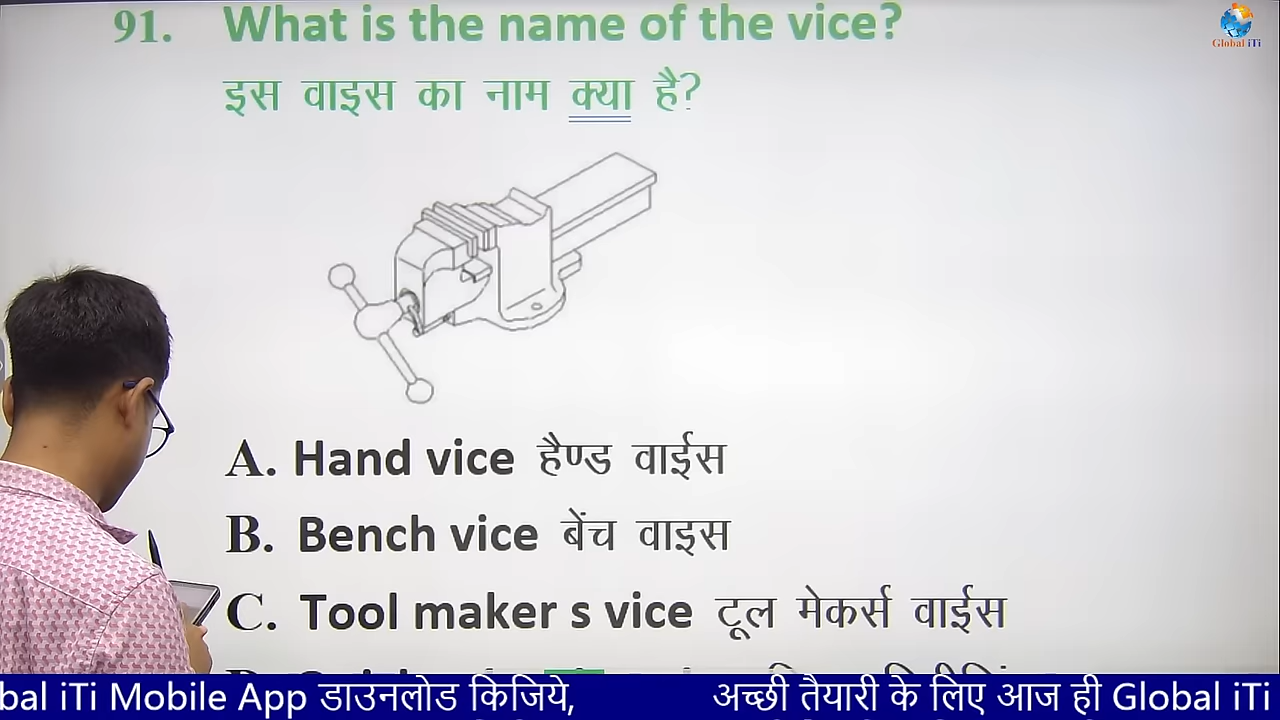 91. What is the name of the vice?
इस वाइस का नाम क्या है?
Global iTi
A. Hand vice हैण्ड वाईस
B. Bench vice बेंच वाइस
C. Tool maker s vice टूल मेकर्स वाईस
bal iTi Mobile App डाउनलोड किजिये, अच्छी तैयारी के लिए आज ही Global iTi